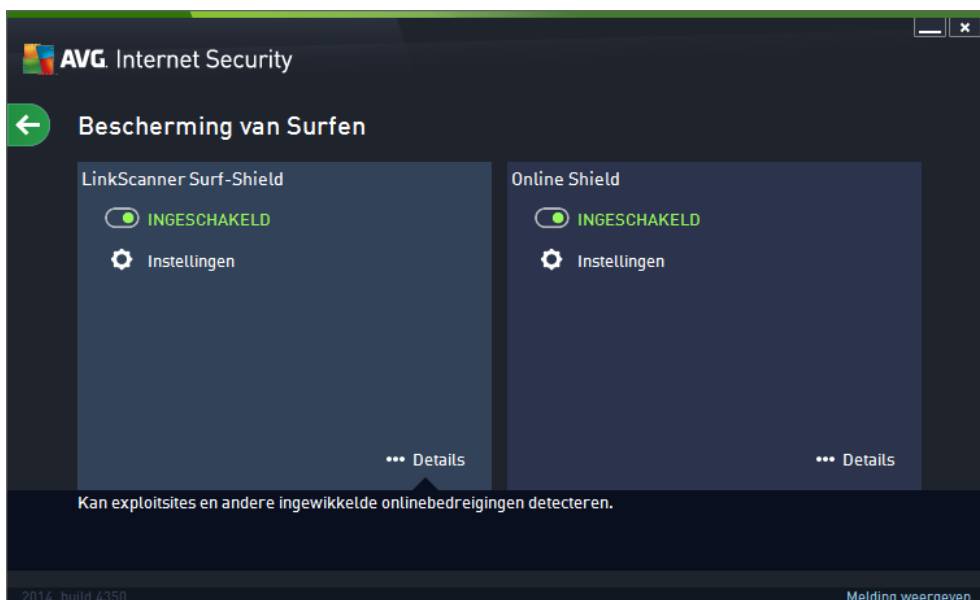 AVG. Internet Security
Bescherming van Surfen
LinkScanner Surf-Shield
INGESCHAKELD
Instellingen
••• Details
Online Shield
INGESCHAKELD
Instellingen
••• Details
Kan exploitsites en andere ingewikkelde onlinebedreigingen detecteren.
2014 build 4350
Melding weergeven